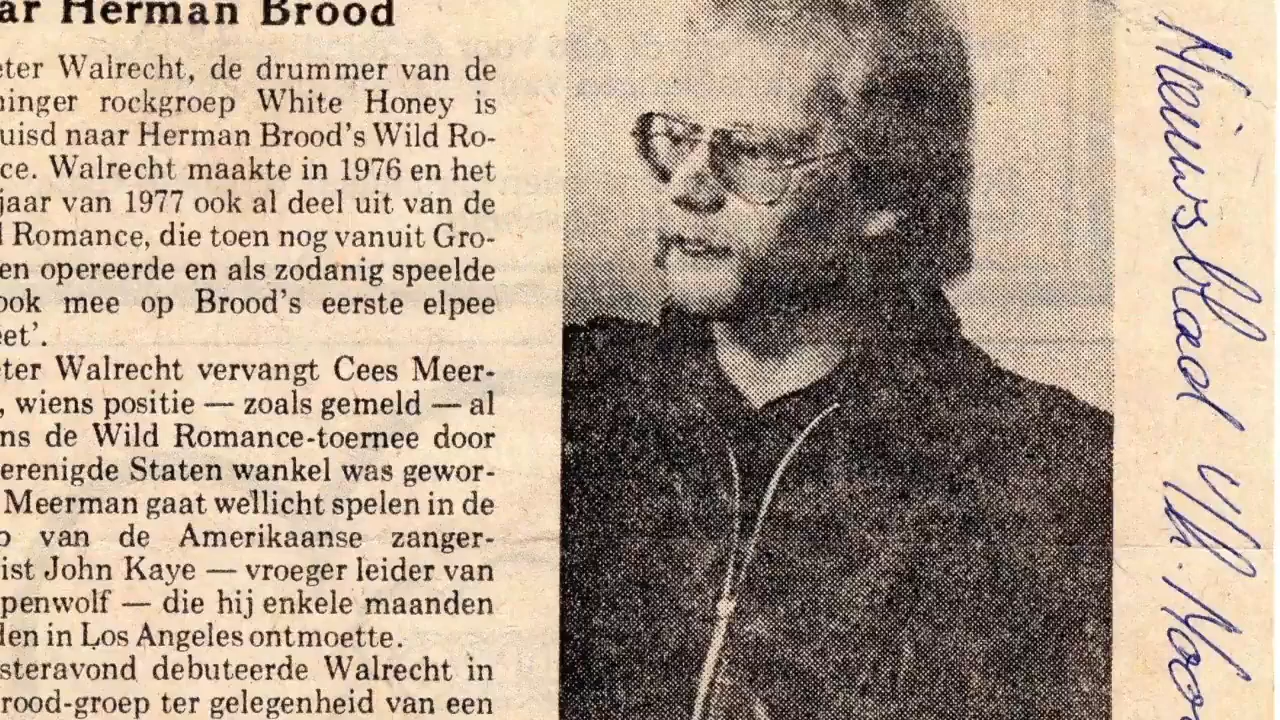 ar Herman Brood
eter Walrecht, de drummer van de
ninger rockgroep White Honey is
uisd naar Herman Brood's Wild Ro-
ce. Walrecht maakte in 1976 en het
jaar van 1977 ook al deel uit van de
l Romance, die toen nog vanuit Gro-
en opereerde en als zodanig speelde
ook mee op Brood's eerste elpee
eet'.
ter Walrecht vervangt Cees Meer-
, wiens positie — zoals gemeld — al
ns de Wild Romance-toernee door
erenigde Staten wankel was gewor-
Meerman gaat wellicht spelen in de
p van de Amerikaanse zanger-
ist John Kaye — vroeger leider van
penwolf — die hij enkele maanden
den in Los Angeles ontmoette.
steravond debuteerde Walrecht in
rood-groep ter gelegenheid van een
Nieuwsblad v/h. Noo